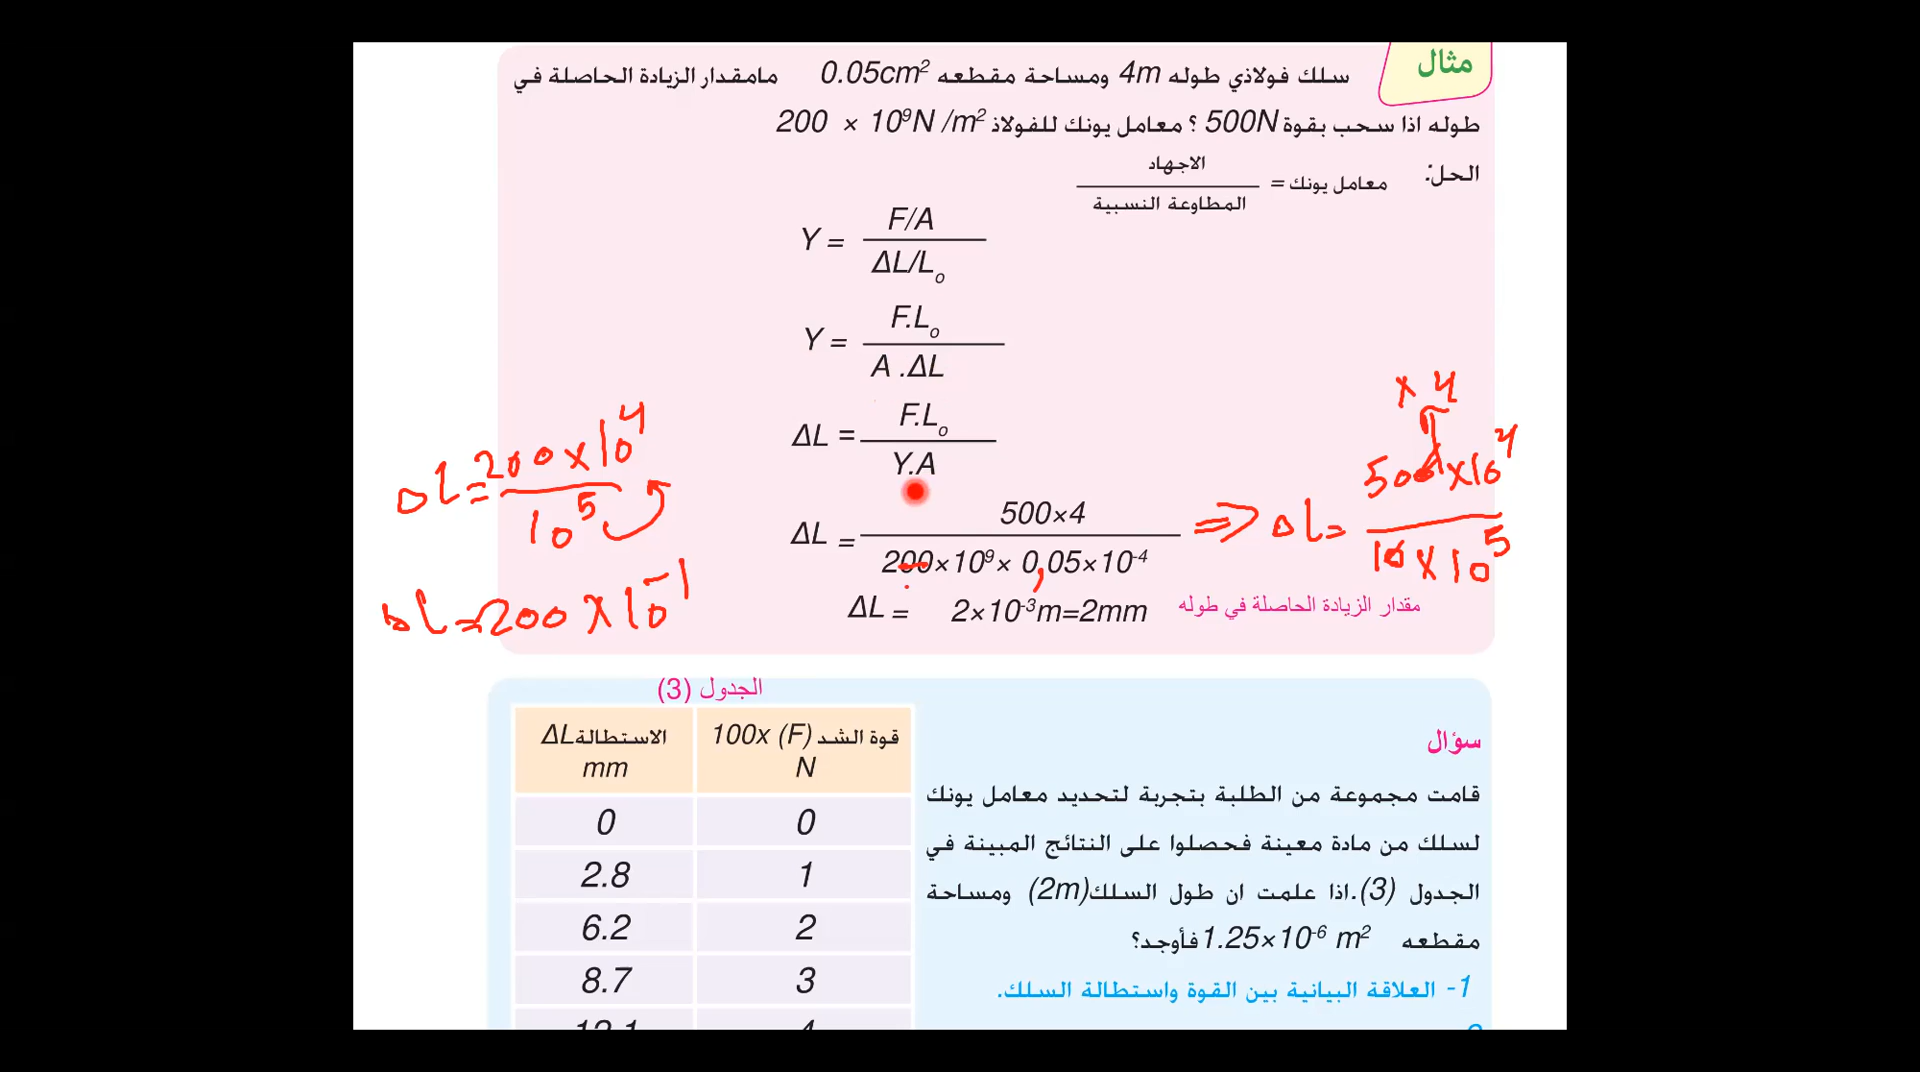 مثال
سلك فولاذي طوله 4m ومساحة مقطعه 0.05cm² مامقدار الزيادة الحاصلة في
طوله اذا سحب بقوة 500N ؟ معامل يونك للفولاذ 200 × 10⁹N /m²
الحل:
معامل يونك = الاجهاد / المطاوعة النسبية
Y = F/A / ΔL/Lₒ
Y = F.Lₒ / A .ΔL
ΔL = F.Lₒ / Y.A
ΔL = 500×4 / 200×10⁹× 0,05×10⁻⁴
ΔL = 2×10⁻³m=2mm مقدار الزيادة الحاصلة في طوله
⇒ ΔL = 500 ×10⁴ × 4 / 10 × 10⁵
ΔL = 200 × 10⁴ / 10⁵
ΔL = 200 × 10⁻¹
الجدول (3)
قوة الشد (F) 100x N
الاستطالة ΔL mm
0 0
1 2.8
2 6.2
3 8.7
4 12.1
سؤال
قامت مجموعة من الطلبة بتجربة لتحديد معامل يونك
لسلك من مادة معينة فحصلوا على النتائج المبينة في
الجدول (3).اذا علمت ان طول السلك(2m) ومساحة
مقطعه 1.25×10⁻⁶ m² فأوجد؟
1- العلاقة البيانية بين القوة واستطالة السلك.